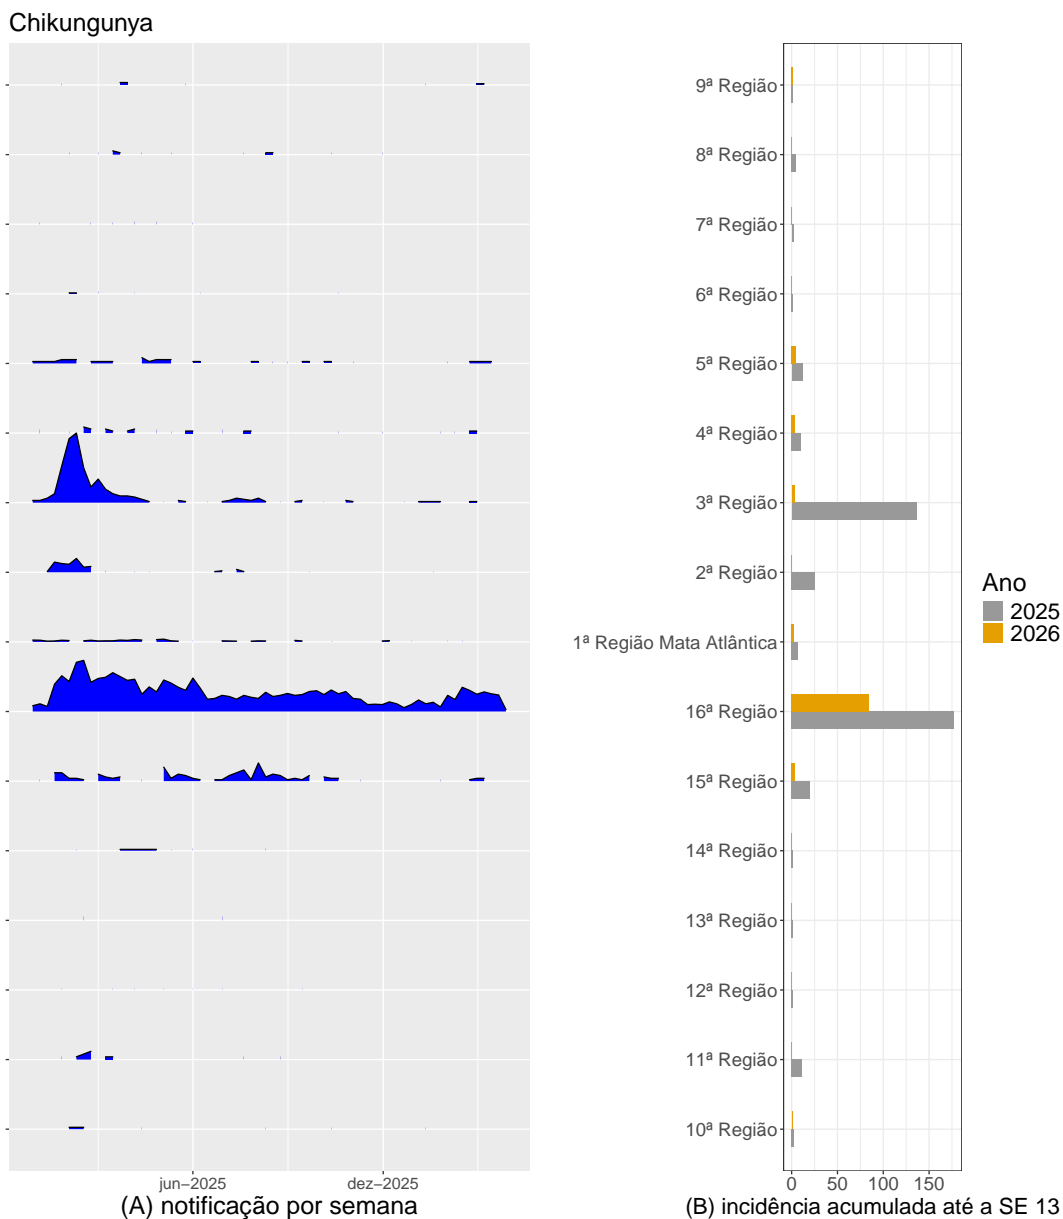 Chikungunya
9ª Região
8ª Região
7ª Região
6ª Região
5ª Região
4ª Região
3ª Região
2ª Região
1ª Região Mata Atlântica
16ª Região
15ª Região
14ª Região
13ª Região
12ª Região
11ª Região
10ª Região
Ano
2025
2026
jun−2025 dez−2025
0 50 100 150
(A) notificação por semana
(B) incidência acumulada até a SE 13